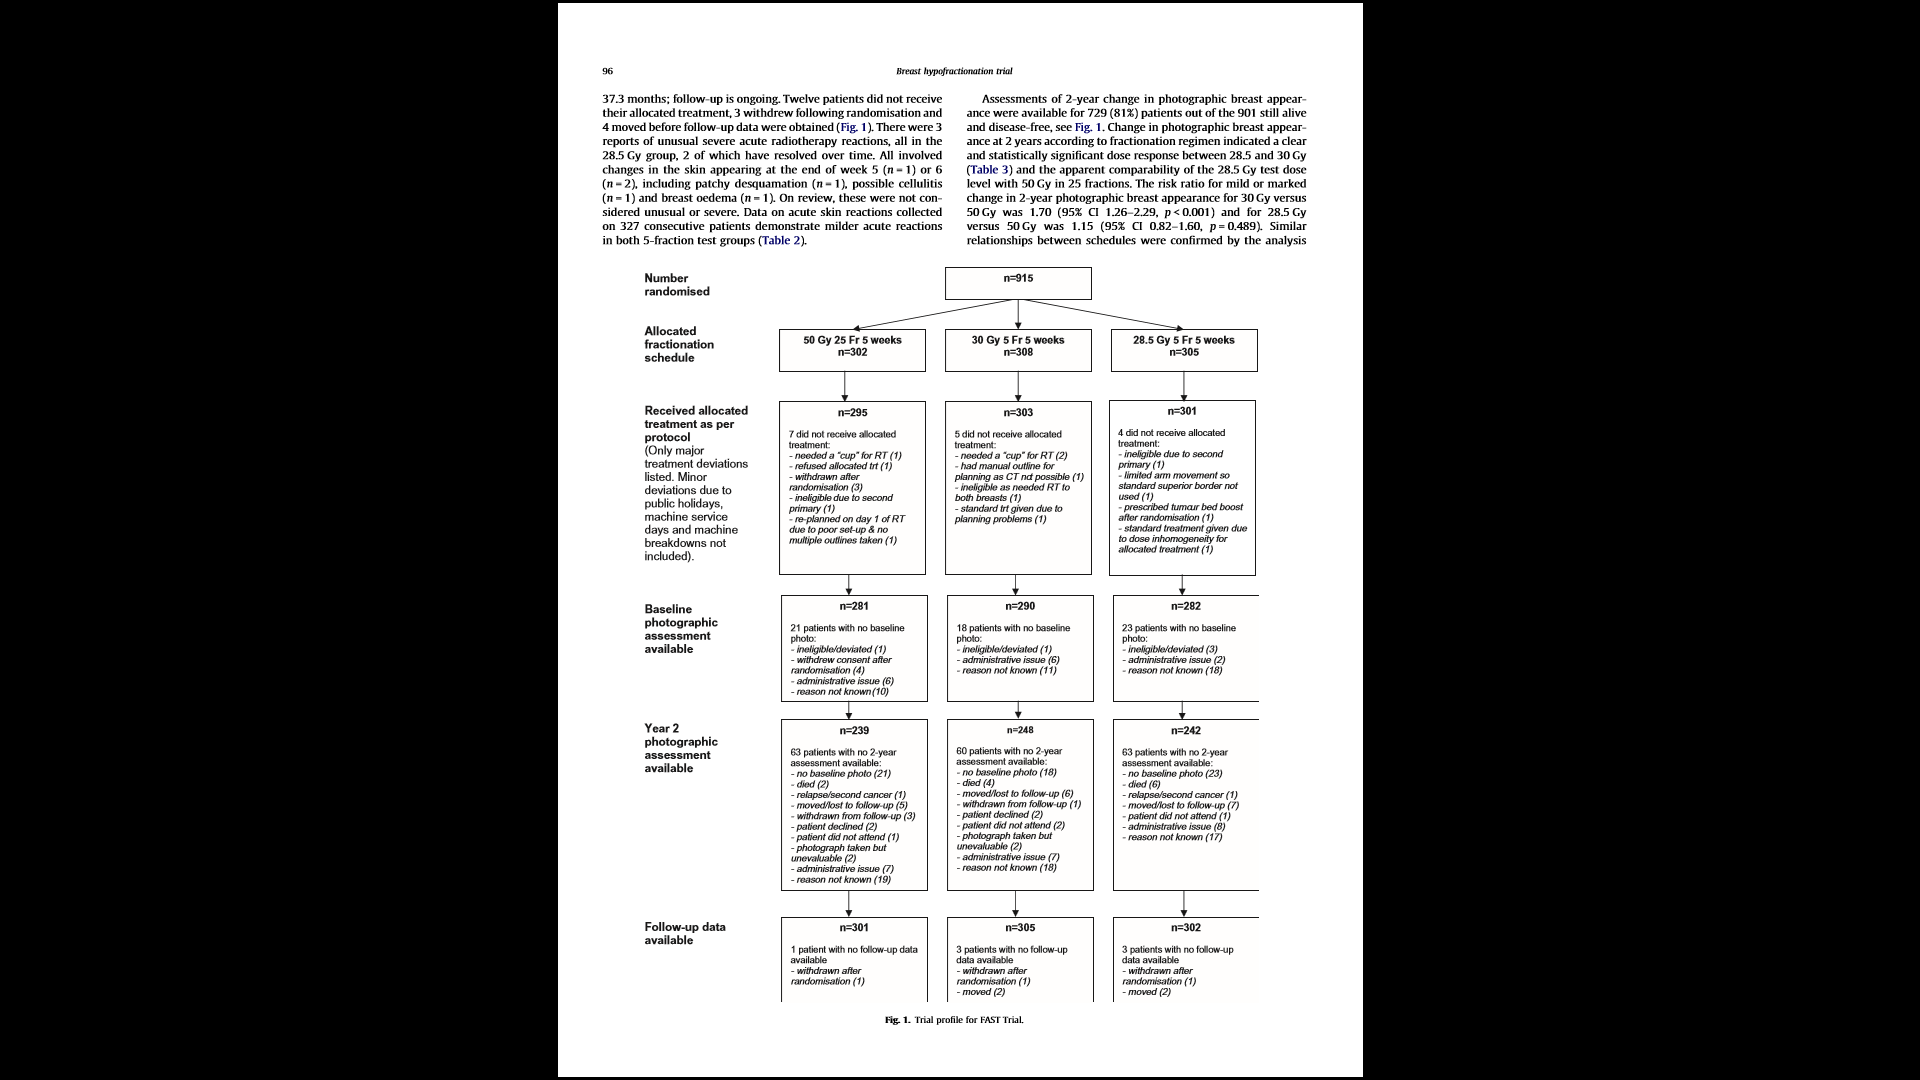 96
Breast hypofractionation trial
37.3 months; follow-up is ongoing. Twelve patients did not receive
their allocated treatment, 3 withdrew following randomisation and
4 moved before follow-up data were obtained (Fig. 1). There were 3
reports of unusual severe acute radiotherapy reactions, all in the
28.5 Gy group, 2 of which have resolved over time. All involved
changes in the skin appearing at the end of week 5 (n = 1) or 6
(n = 2), including patchy desquamation (n = 1), possible cellulitis
(n = 1) and breast oedema (n = 1). On review, these were not con-
sidered unusual or severe. Data on acute skin reactions collected
on 327 consecutive patients demonstrate milder acute reactions
in both 5-fraction test groups (Table 2).
Assessments of 2-year change in photographic breast appear-
ance were available for 729 (81%) patients out of the 901 still alive
and disease-free, see Fig. 1. Change in photographic breast appear-
ance at 2 years according to fractionation regimen indicated a clear
and statistically significant dose response between 28.5 and 30 Gy
(Table 3) and the apparent comparability of the 28.5 Gy test dose
level with 50 Gy in 25 fractions. The risk ratio for mild or marked
change in 2-year photographic breast appearance for 30 Gy versus
50 Gy was 1.70 (95% CI 1.26–2.29, p < 0.001) and for 28.5 Gy
versus 50 Gy was 1.15 (95% CI 0.82–1.60, p = 0.489). Similar
relationships between schedules were confirmed by the analysis
Number
randomised
n=915
Allocated
fractionation
schedule
50 Gy 25 Fr 5 weeks
n=302
30 Gy 5 Fr 5 weeks
n=308
28.5 Gy 5 Fr 5 weeks
n=305
Received allocated
treatment as per
protocol
(Only major
treatment deviations
listed. Minor
deviations due to
public holidays,
machine service
days and machine
breakdowns not
included).
n=295
7 did not receive allocated
treatment:
- needed a "cup" for RT (1)
- refused allocated trt (1)
- withdrawn after
randomisation (3)
- ineligible due to second
primary (1)
- re-planned on day 1 of RT
due to poor set-up & no
multiple outlines taken (1)
n=303
5 did not receive allocated
treatment:
- needed a "cup" for RT (2)
- had manual outline for
planning as CT not possible (1)
- ineligible as needed RT to
both breasts (1)
- standard trt given due to
planning problems (1)
n=301
4 did not receive allocated
treatment:
- ineligible due to second
primary (1)
- limited arm movement so
standard superior border not
used (1)
- prescribed tumour bed boost
after randomisation (1)
- standard treatment given due
to dose inhomogeneity for
allocated treatment (1)
Baseline
photographic
assessment
available
n=281
21 patients with no baseline
photo:
- ineligible/deviated (1)
- withdrew consent after
randomisation (4)
- administrative issue (6)
- reason not known (10)
n=290
18 patients with no baseline
photo:
- ineligible/deviated (1)
- administrative issue (6)
- reason not known (11)
n=282
23 patients with no baseline
photo:
- ineligible/deviated (3)
- administrative issue (2)
- reason not known (18)
Year 2
photographic
assessment
available
n=239
63 patients with no 2-year
assessment available:
- no baseline photo (21)
- died (2)
- relapse/second cancer (1)
- moved/lost to follow-up (5)
- withdrawn from follow-up (3)
- patient declined (2)
- patient did not attend (1)
- photograph taken but
unevaluable (2)
- administrative issue (7)
- reason not known (19)
n=248
60 patients with no 2-year
assessment available:
- no baseline photo (18)
- died (4)
- moved/lost to follow-up (6)
- withdrawn from follow-up (1)
- patient declined (2)
- patient did not attend (2)
- photograph taken but
unevaluable (2)
- administrative issue (7)
- reason not known (18)
n=242
63 patients with no 2-year
assessment available:
- no baseline photo (23)
- died (6)
- relapse/second cancer (1)
- moved/lost to follow-up (7)
- patient did not attend (1)
- administrative issue (8)
- reason not known (17)
Follow-up data
available
n=301
1 patient with no follow-up data
available
- withdrawn after
randomisation (1)
n=305
3 patients with no follow-up
data available
- withdrawn after
randomisation (1)
- moved (2)
n=302
3 patients with no follow-up
data available
- withdrawn after
randomisation (1)
- moved (2)
Fig. 1. Trial profile for FAST Trial.